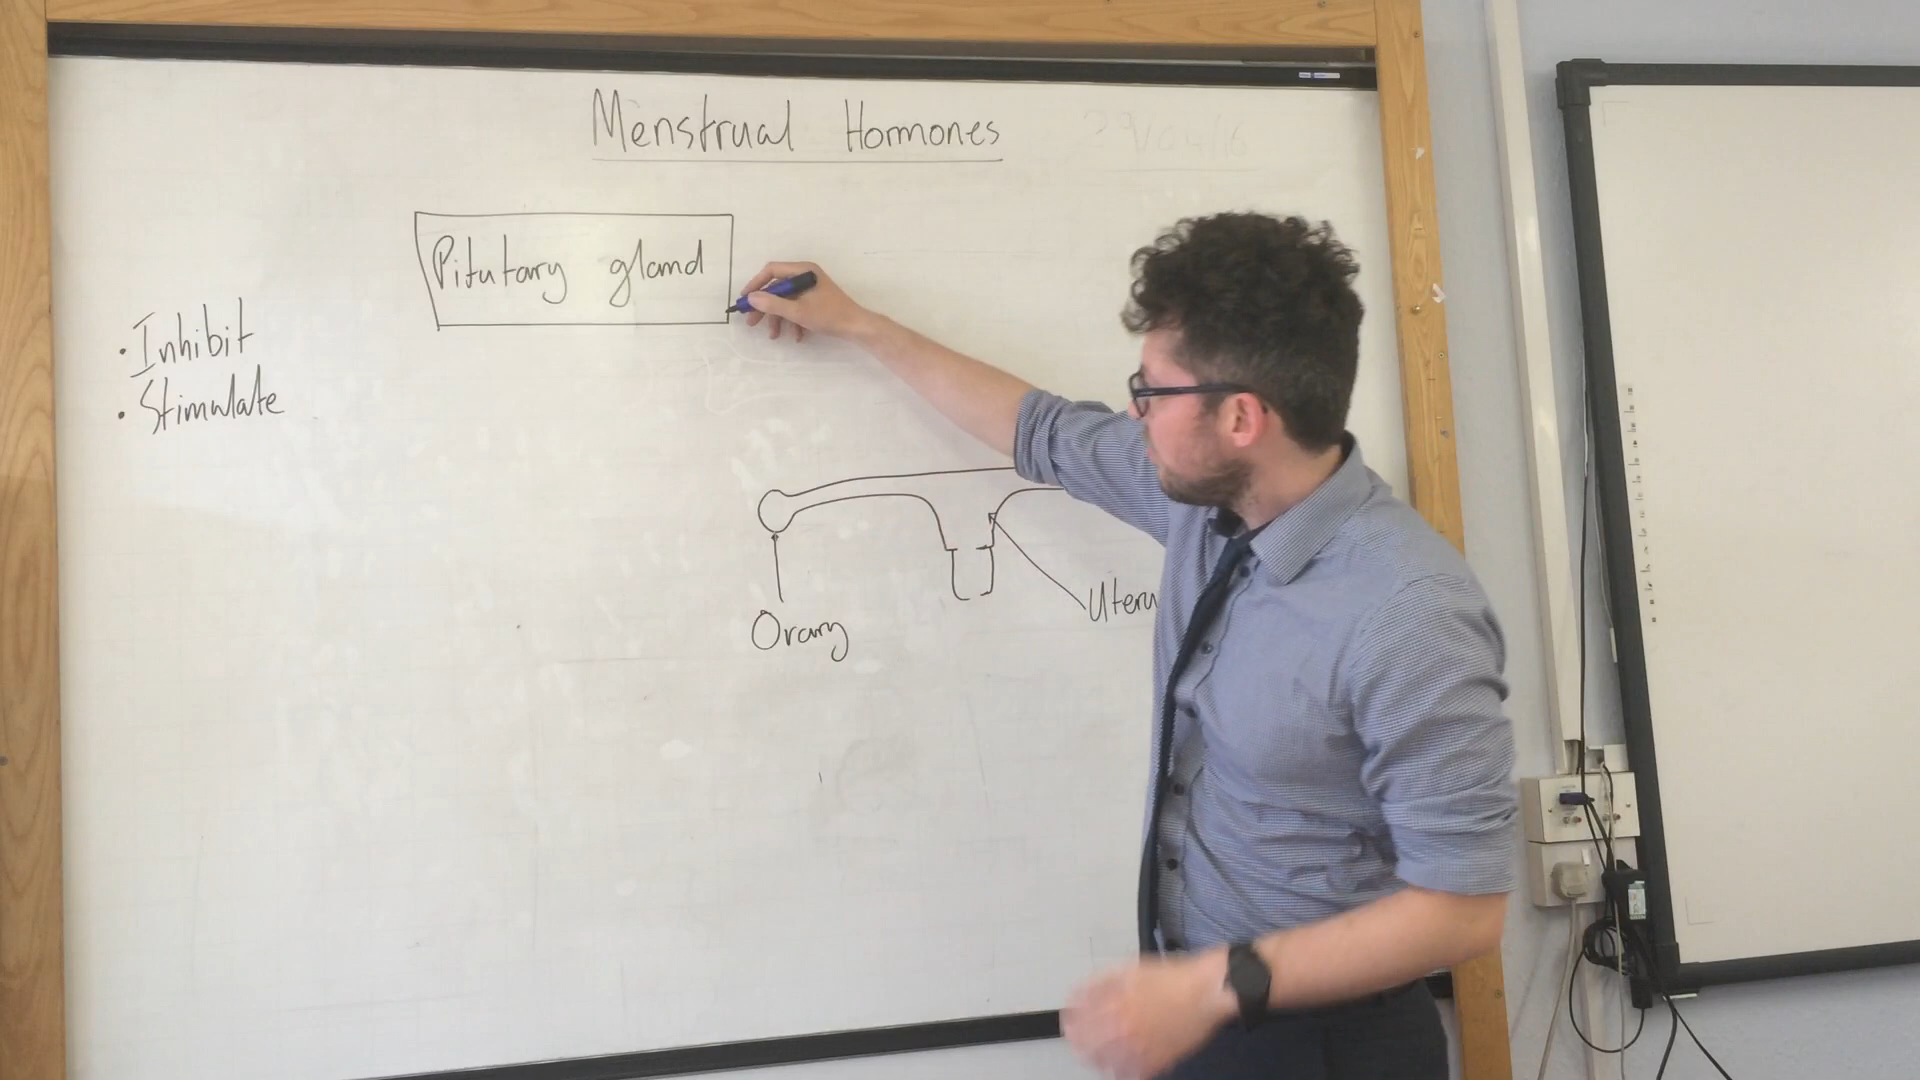 Menstrual Hormones
Pitutary gland
• Inhibit
• Stimulate
Ovary
Uteru